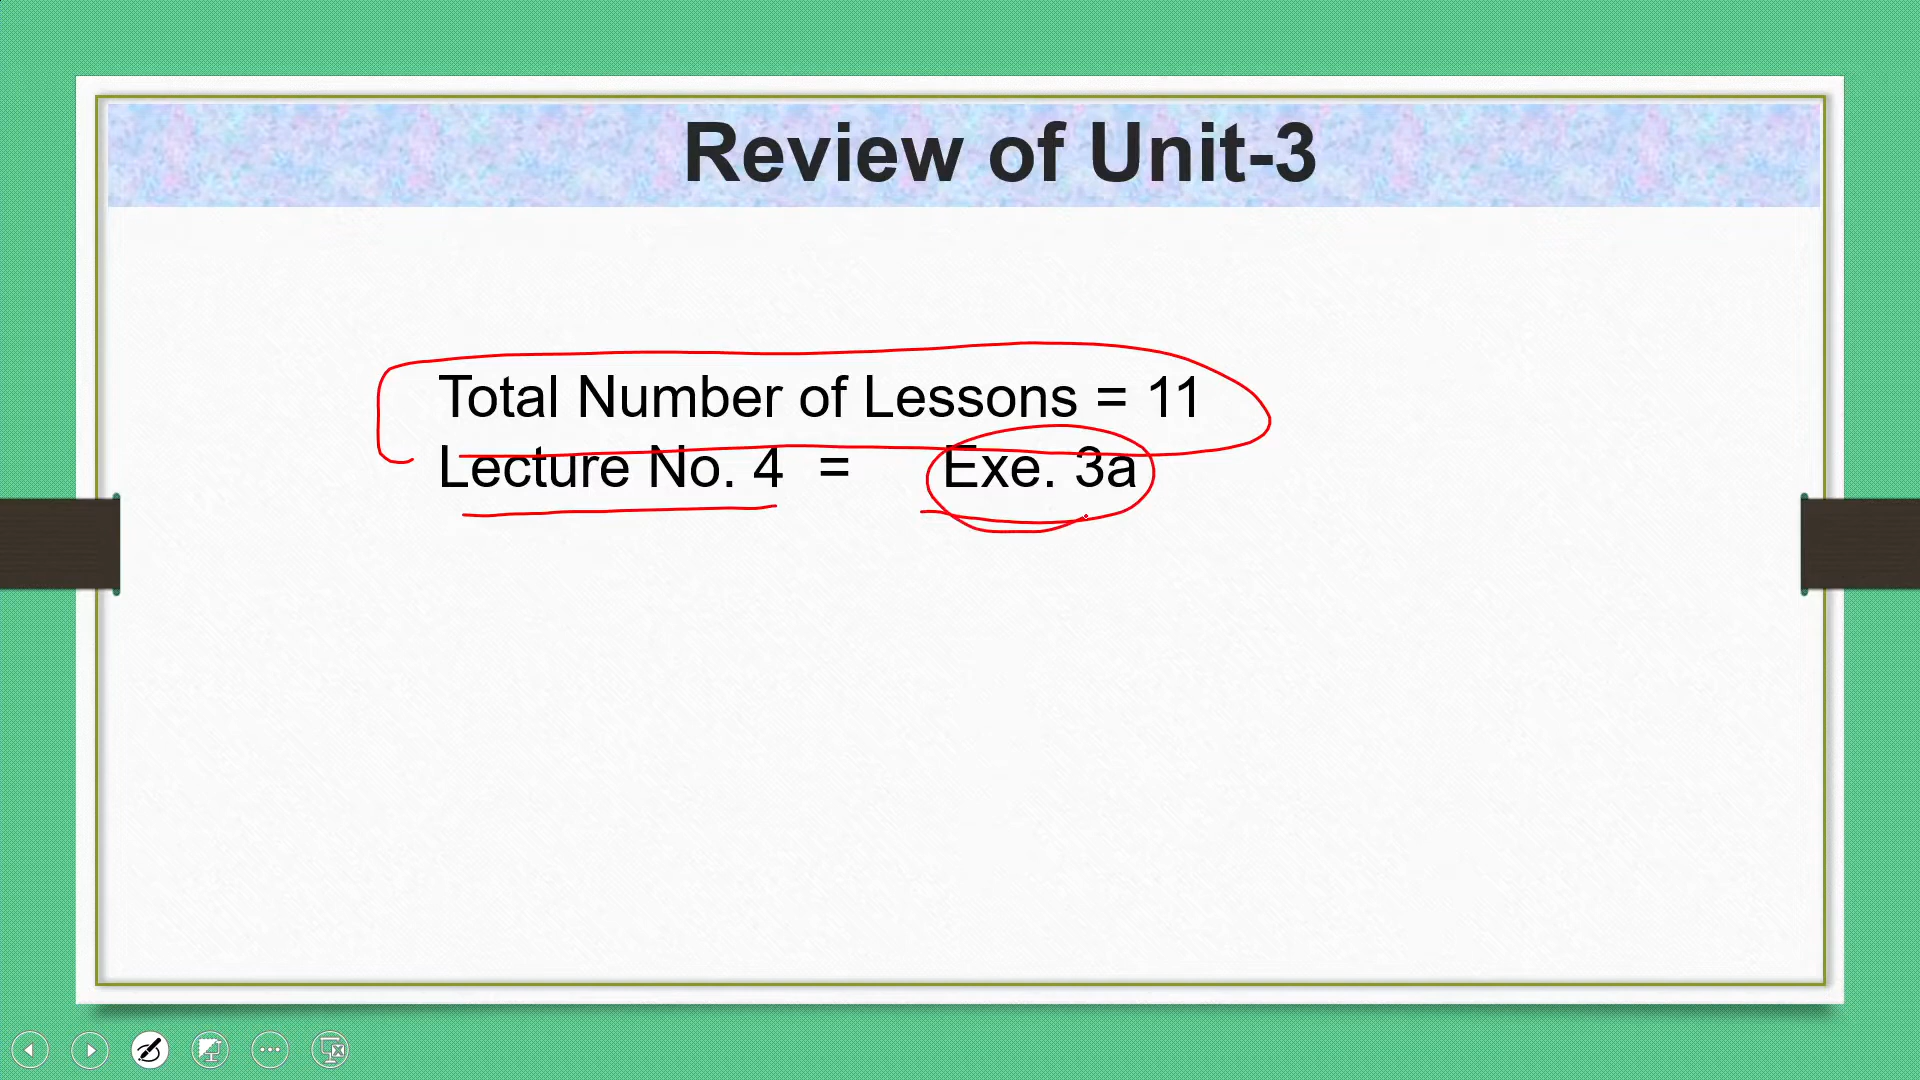 Review of Unit-3
Total Number of Lessons = 11
Lecture No. 4 = Exe. 3a